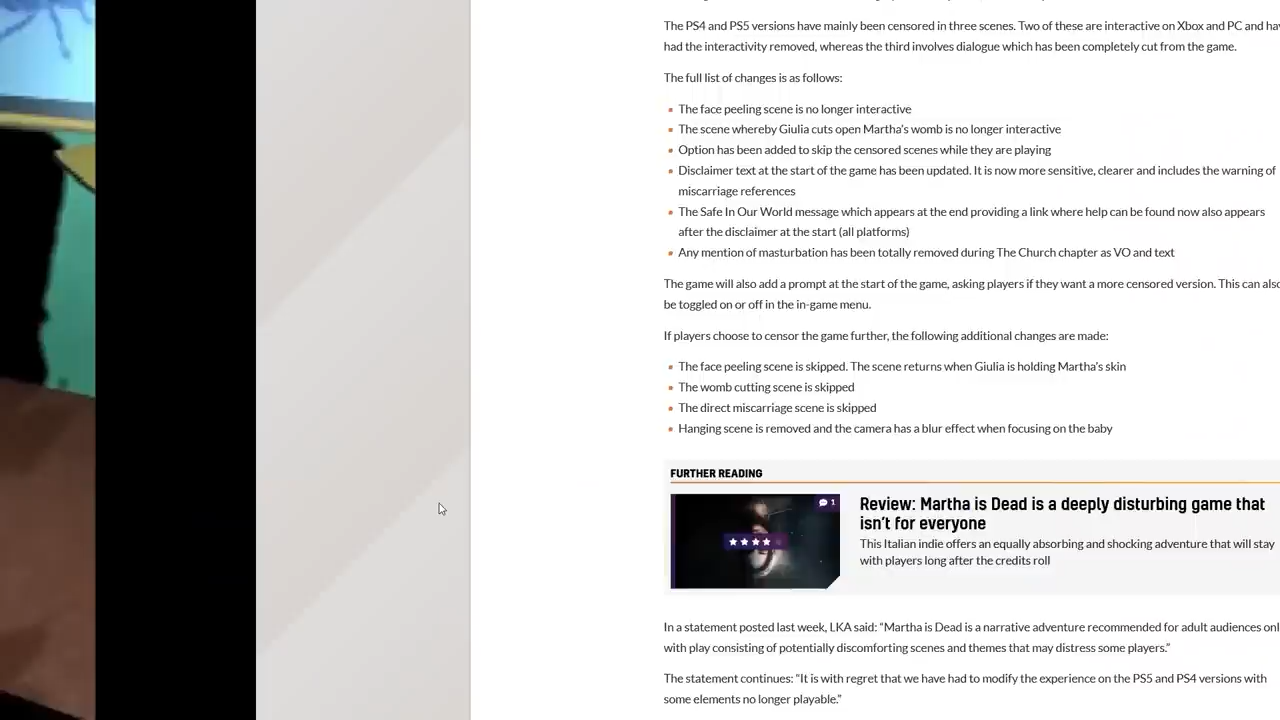 The PS4 and PS5 versions have mainly been censored in three scenes. Two of these are interactive on Xbox and PC and
had the interactivity removed, whereas the third involves dialogue which has been completely cut from the game.
The full list of changes is as follows:
The face peeling scene is no longer interactive
The scene whereby Giulia cuts open Martha's womb is no longer interactive
Option has been added to skip the censored scenes while they are playing
Disclaimer text at the start of the game has been updated. It is now more sensitive, clearer and includes the warning of
miscarriage references
The Safe In Our World message which appears at the end providing a link where help can be found now also appears
after the disclaimer at the start (all platforms)
Any mention of masturbation has been totally removed during The Church chapter as VO and text
The game will also add a prompt at the start of the game, asking players if they want a more censored version. This can
be toggled on or off in the in-game menu.
If players choose to censor the game further, the following additional changes are made:
The face peeling scene is skipped. The scene returns when Giulia is holding Martha's skin
The womb cutting scene is skipped
The direct miscarriage scene is skipped
Hanging scene is removed and the camera has a blur effect when focusing on the baby
FURTHER READING
1
Review: Martha is Dead is a deeply disturbing game that
isn't for everyone
This Italian indie offers an equally absorbing and shocking adventure that will stay
with players long after the credits roll
In a statement posted last week, LKA said: “Martha is Dead is a narrative adventure recommended for adult audiences
with play consisting of potentially discomforting scenes and themes that may distress some players.”
The statement continues: “It is with regret that we have had to modify the experience on the PS5 and PS4 versions with
some elements no longer playable.”